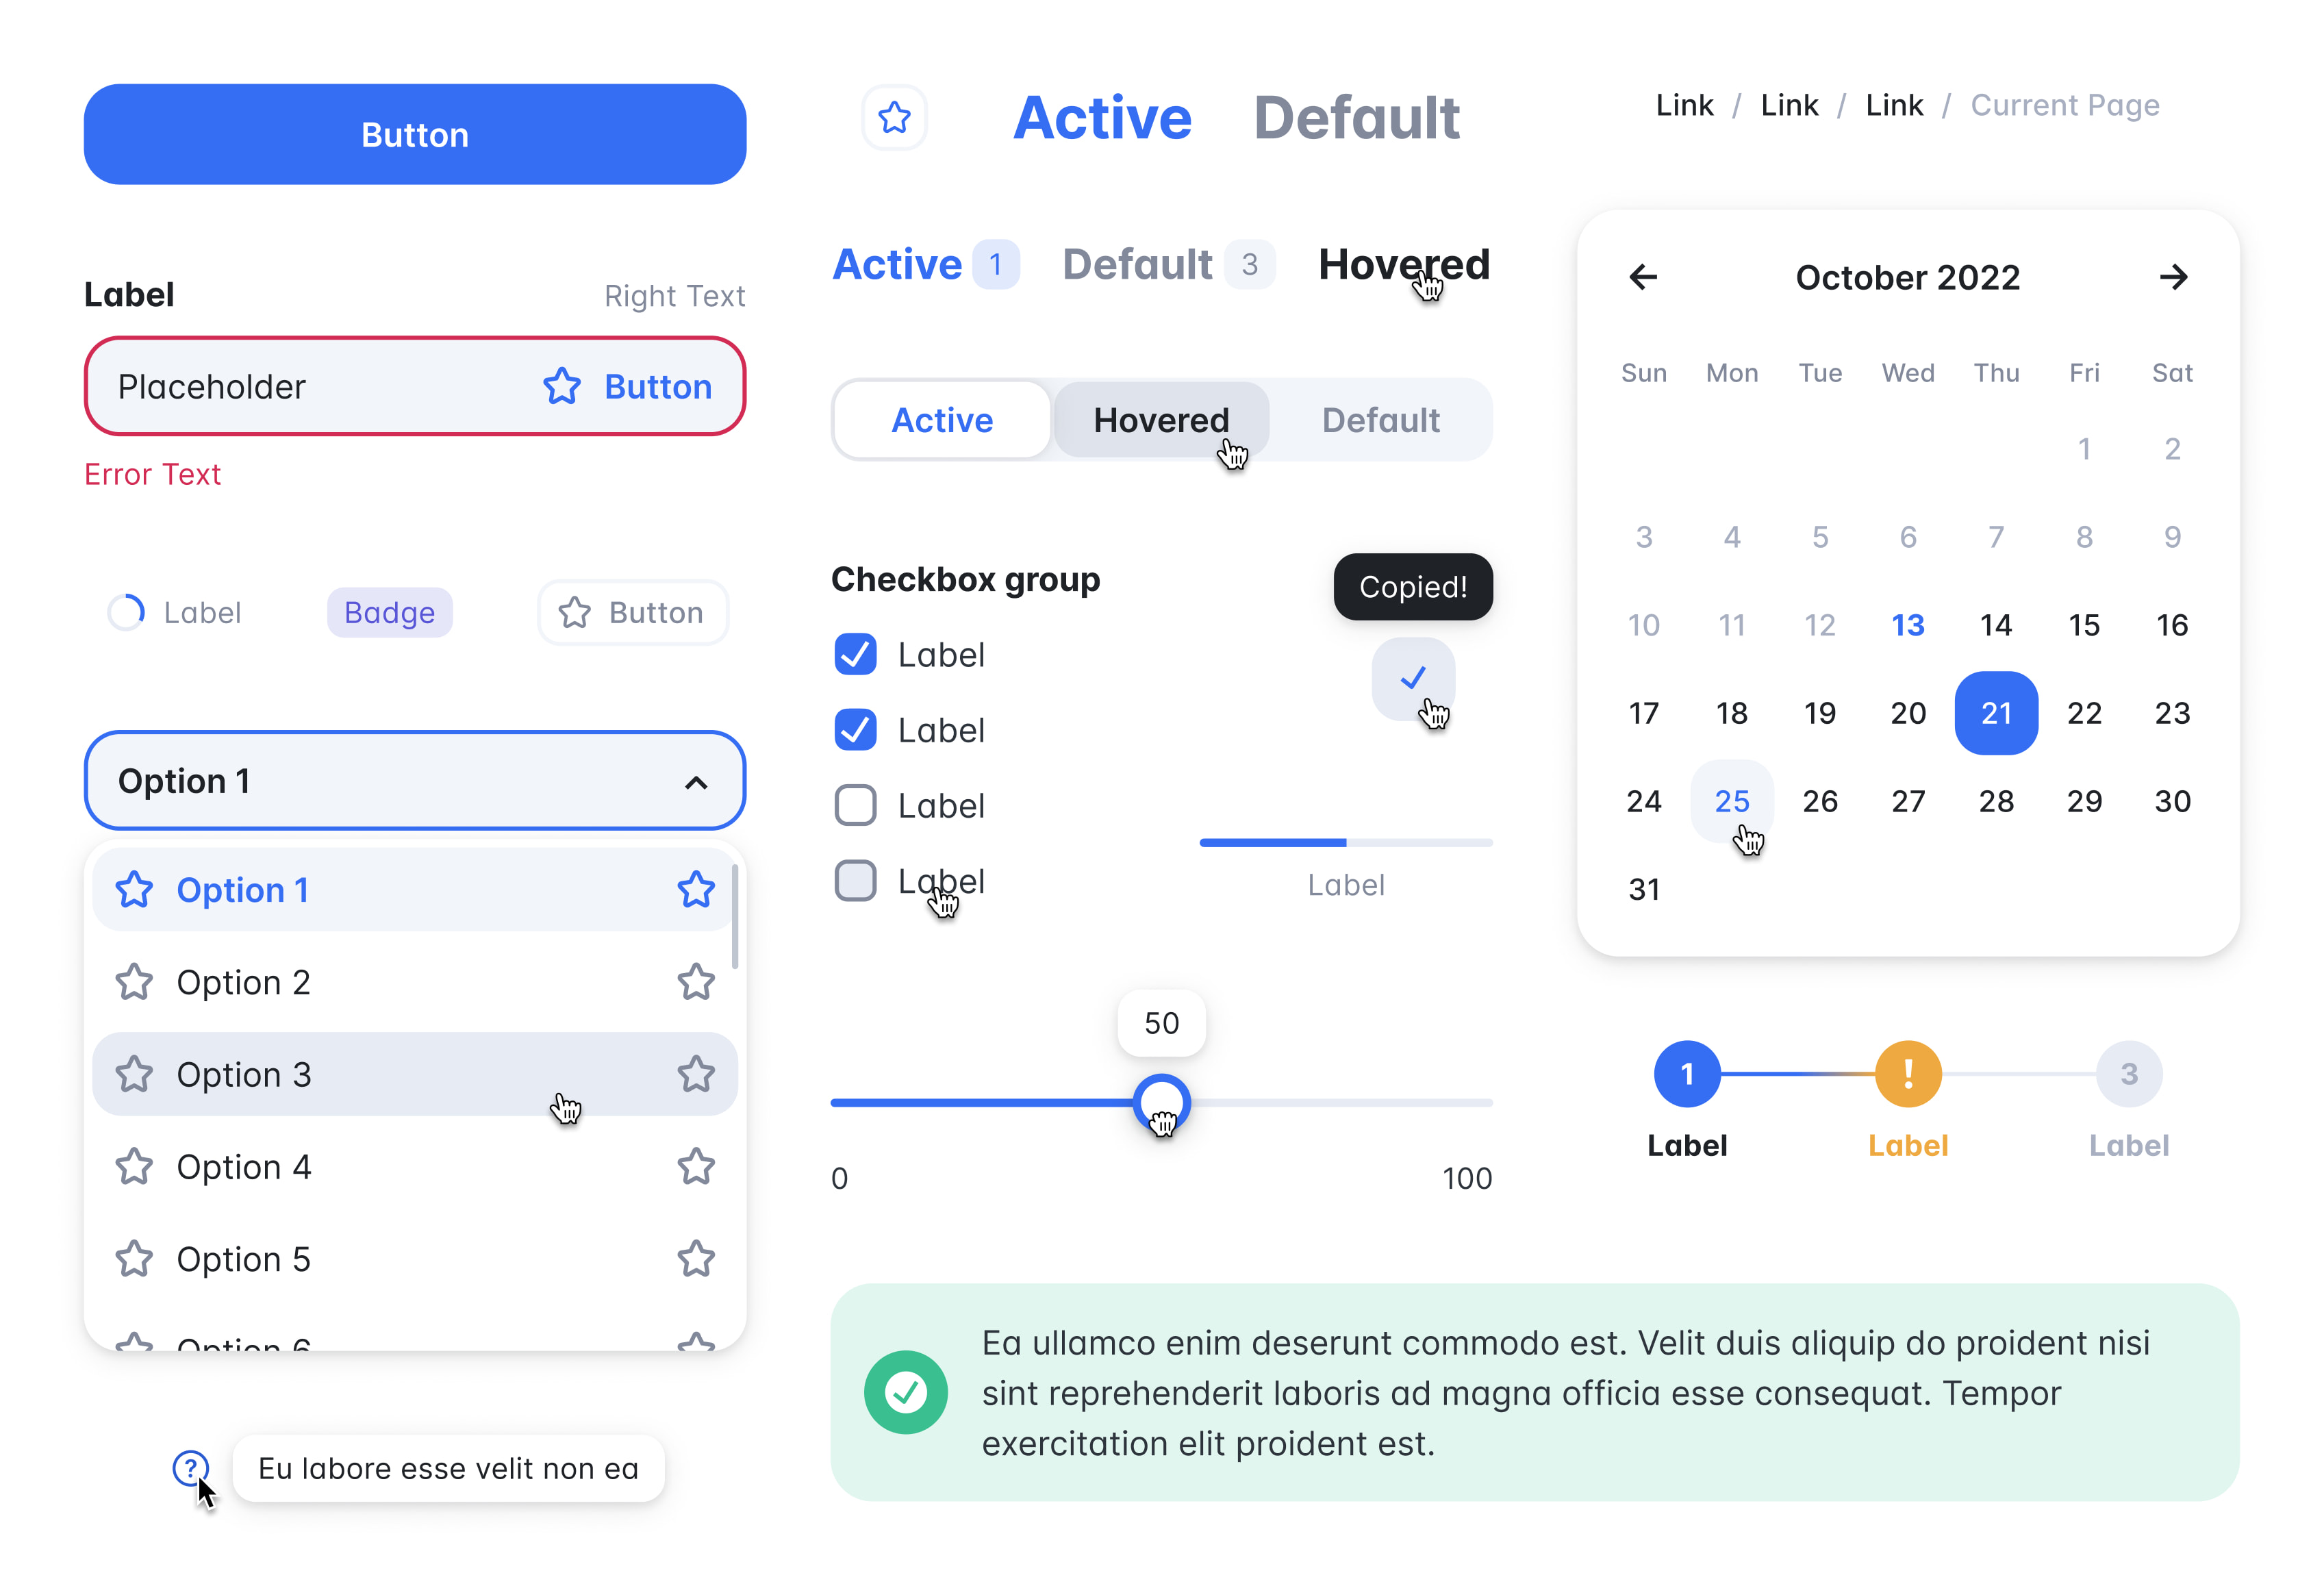 Button
Label Right Text
Placeholder Button
Error Text
Label Badge Button
Option 1
Option 1
Option 2
Option 3
Option 4
Option 5
Option 6
? Eu labore esse velit non ea
Active Default
Active 1 Default 3 Hovered
Active Hovered Default
Checkbox group
Label
Label
Label
Label
Copied!
Label
50
0 100
Link / Link / Link / Current Page
October 2022
Sun Mon Tue Wed Thu Fri Sat
1 2
3 4 5 6 7 8 9
10 11 12 13 14 15 16
17 18 19 20 21 22 23
24 25 26 27 28 29 30
31
1 ! 3
Label Label Label
Ea ullamco enim deserunt commodo est. Velit duis aliquip do proident nisi
sint reprehenderit laboris ad magna officia esse consequat. Tempor
exercitation elit proident est.